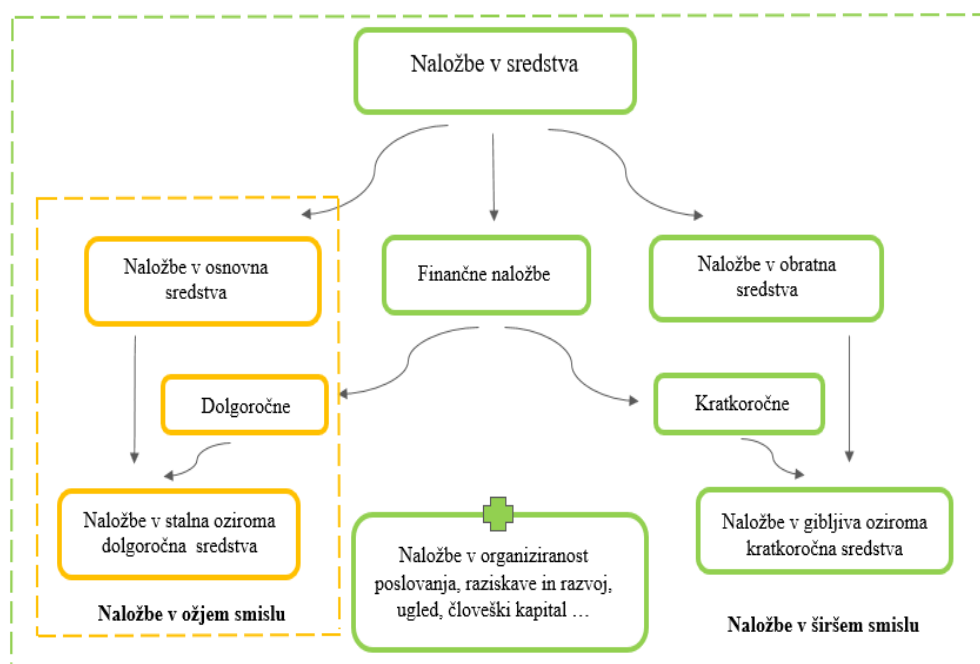 Naložbe v sredstva
Naložbe v osnovna
sredstva
Finančne naložbe
Naložbe v obratna
sredstva
Dolgoročne
Kratkoročne
Naložbe v stalna oziroma
dolgoročna sredstva
Naložbe v organiziranost
poslovanja, raziskave in razvoj,
ugled, človeški kapital …
Naložbe v gibljiva oziroma
kratkoročna sredstva
Naložbe v ožjem smislu
Naložbe v širšem smislu